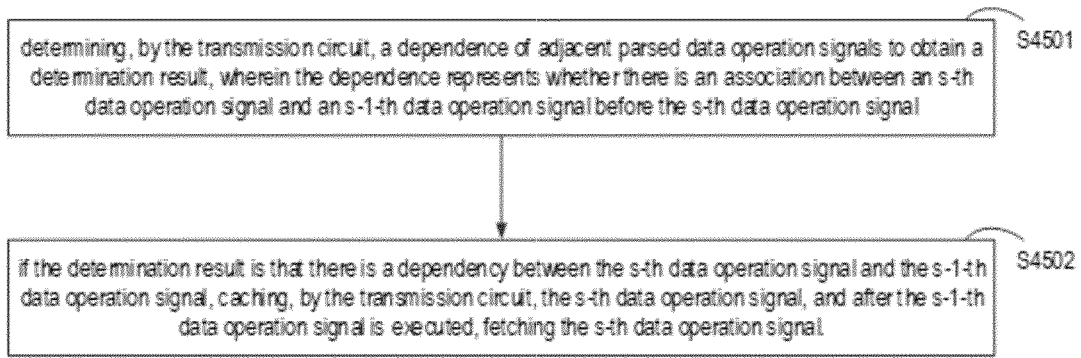 determining, by the transmission circuit, a dependence of adjacent parsed data operation signals to obtain a
determination result, wherein the dependence represents whether there is an association between an s-th
data operation signal and an s-1-th data operation signal before the s-th data operation signal
S4501
if the determination result is that there is a dependency between the s-th data operation signal and the s-1-th
data operation signal, caching, by the transmission circuit, the s-th data operation signal, and after the s-1-th
data operation signal is executed, fetching the s-th data operation signal.
S4502